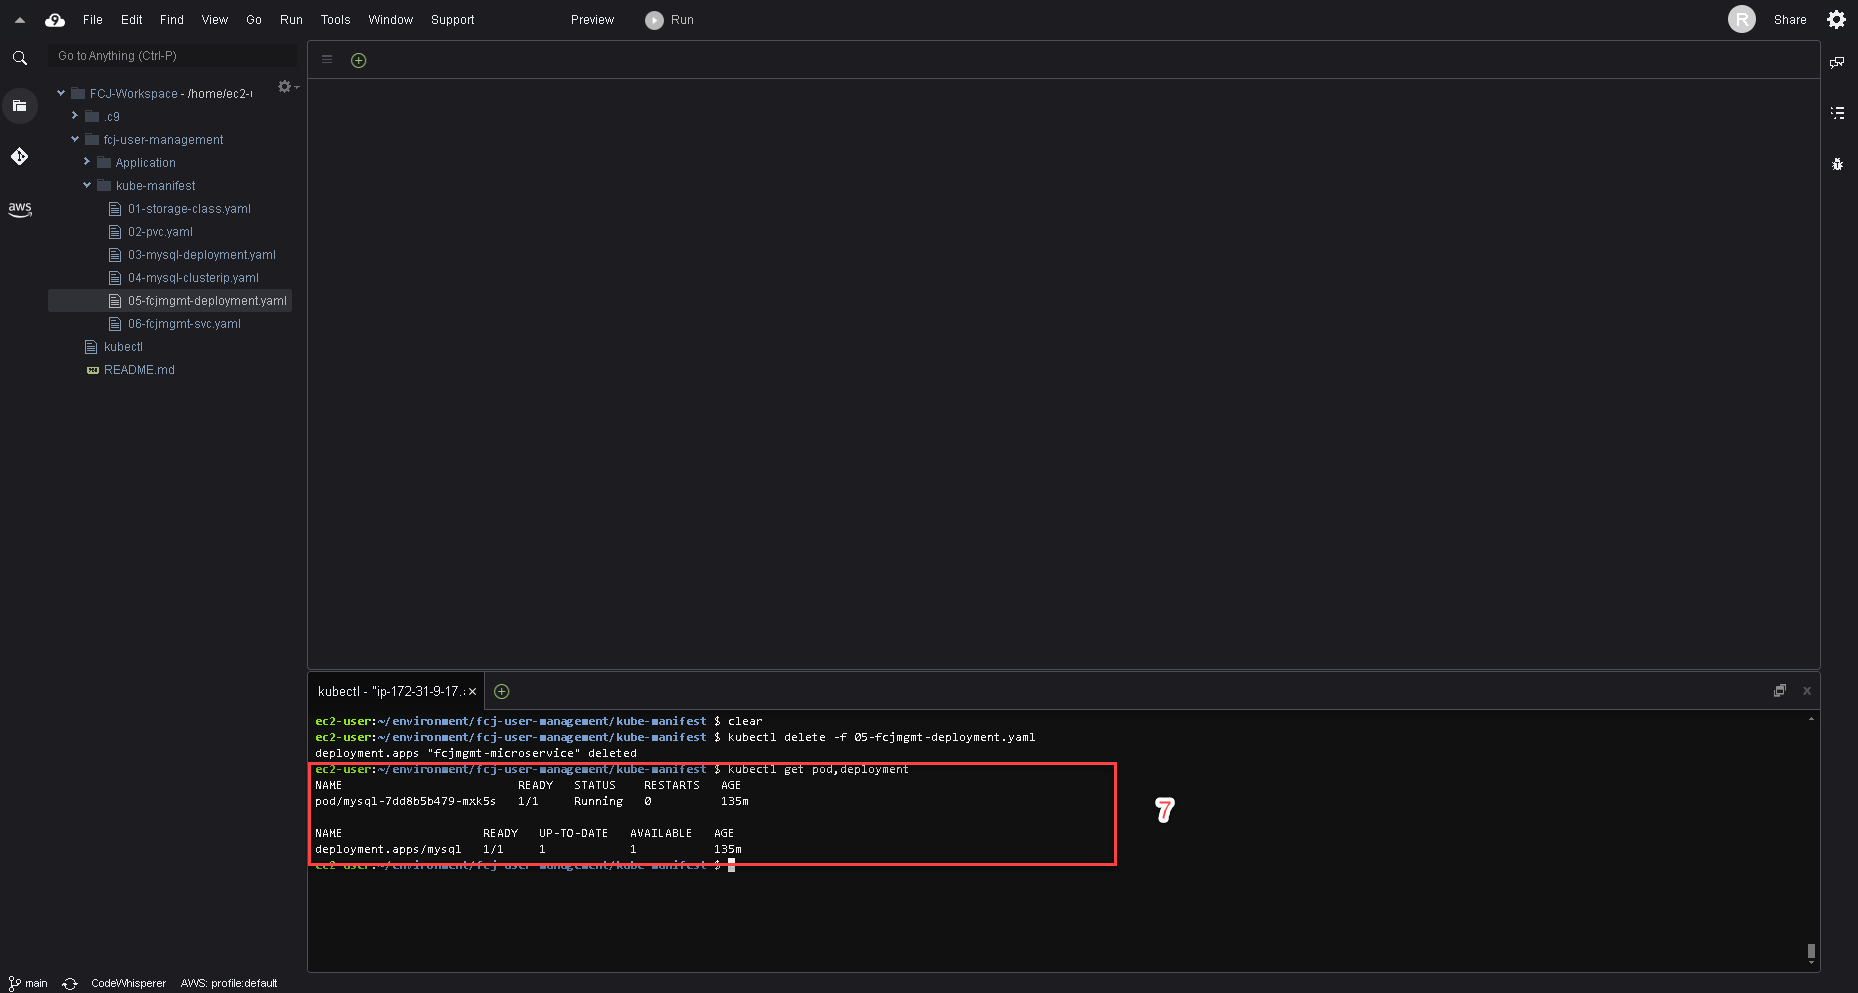 File Edit Find View Go Run Tools Window Support Preview Run R Share
Go to Anything (Ctrl-P)
FCJ-Workspace - /home/ec2-
.c9
fcj-user-management
Application
kube-manifest
01-storage-class.yaml
02-pvc.yaml
03-mysql-deployment.yaml
04-mysql-clusterip.yaml
05-fcjmgmt-deployment.yaml
06-fcjmgmt-svc.yaml
kubectl
README.md
aws
kubectl - "ip-172-31-9-17.
ec2-user:~/environment/fcj-user-management/kube-manifest $ clear
ec2-user:~/environment/fcj-user-management/kube-manifest $ kubectl delete -f 05-fcjmgmt-deployment.yaml
deployment.apps "fcjmgmt-microservice" deleted
ec2-user:~/environment/fcj-user-management/kube-manifest $ kubectl get pod,deployment
NAME READY STATUS RESTARTS AGE
pod/mysql-7dd8b5b479-mxk5s 1/1 Running 0 135m
NAME READY UP-TO-DATE AVAILABLE AGE
deployment.apps/mysql 1/1 1 1 135m
ec2-user:~/environment/fcj-user-management/kube-manifest $
7
main CodeWhisperer AWS: profile:default